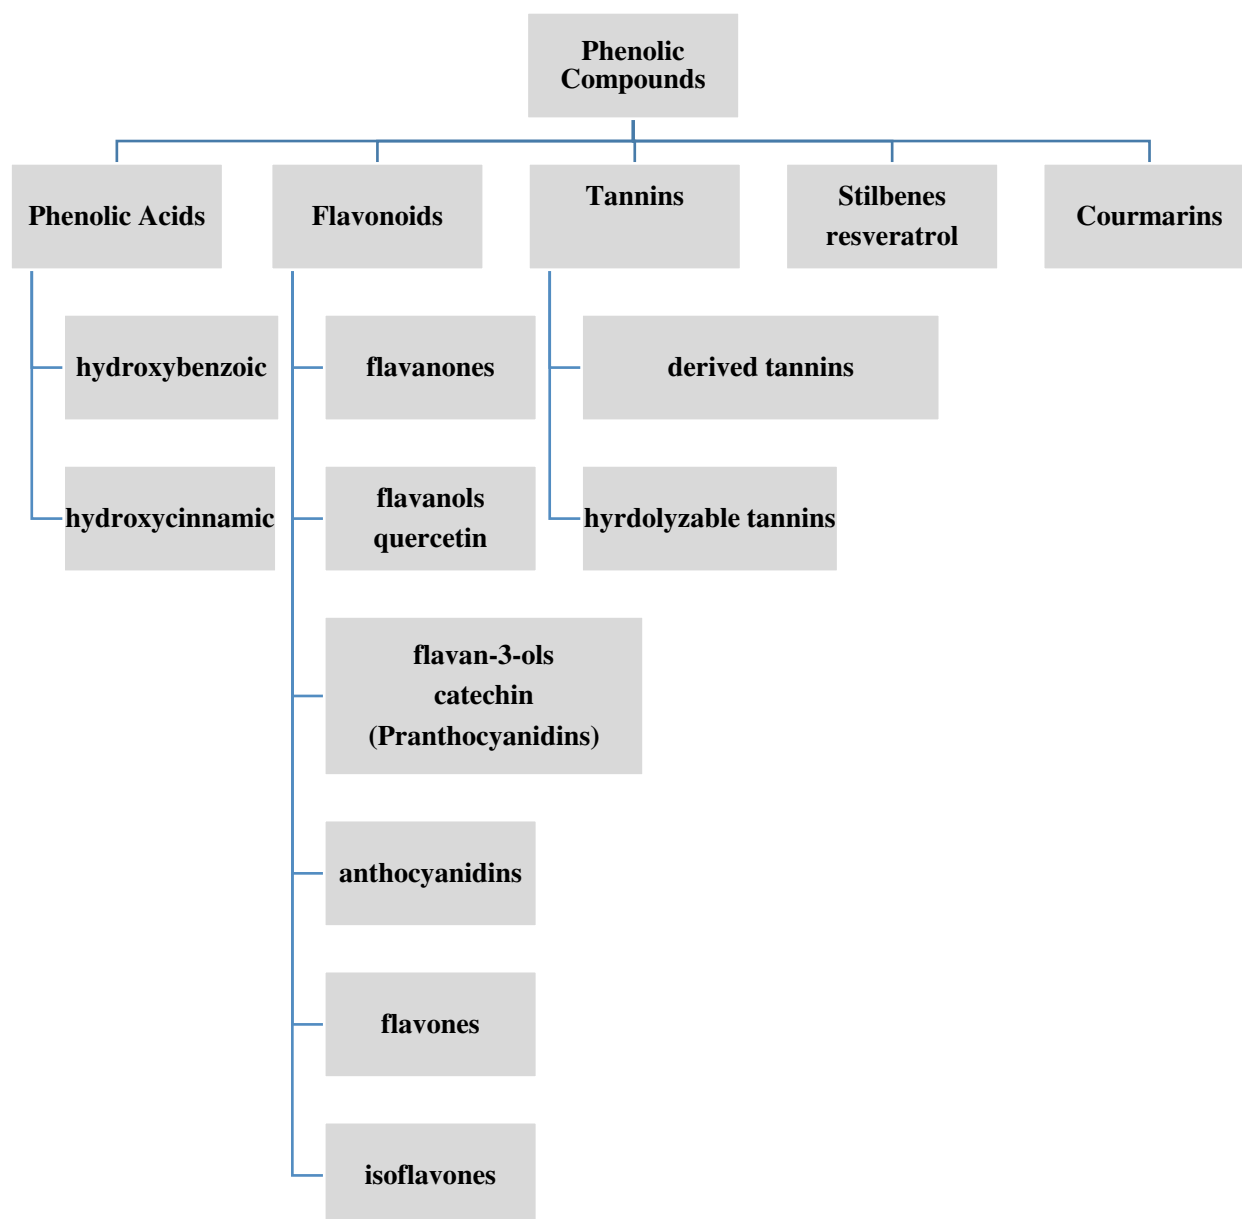 Phenolic
Compounds
Phenolic Acids
Flavonoids
Tannins
Stilbenes
resveratrol
Courmarins
hydroxybenzoic
flavanones
derived tannins
hydroxycinnamic
flavanols
quercetin
hyrdolyzable tannins
flavan-3-ols
catechin
(Pranthocyanidins)
anthocyanidins
flavones
isoflavones